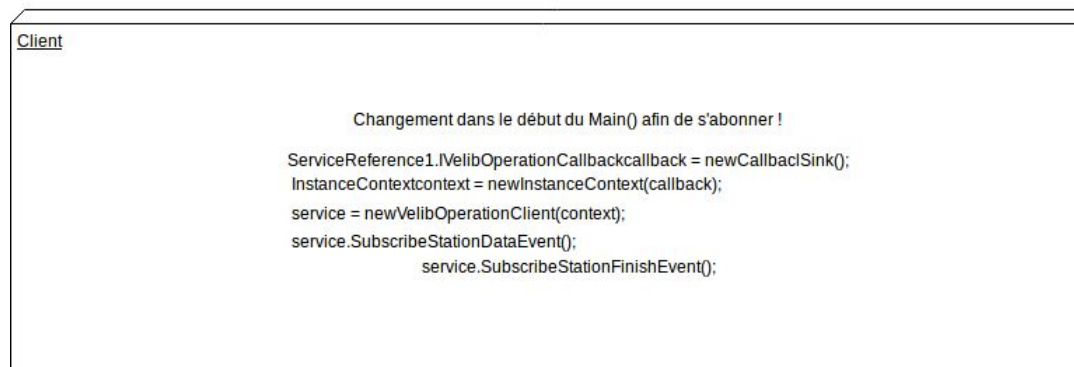 Client
Changement dans le début du Main() afin de s'abonner !
ServiceReference1.IVelibOperationCallbackcallback = newCallbaclSink();
InstanceContextcontext = newInstanceContext(callback);
service = newVelibOperationClient(context);
service.SubscribeStationDataEvent();
service.SubscribeStationFinishEvent();